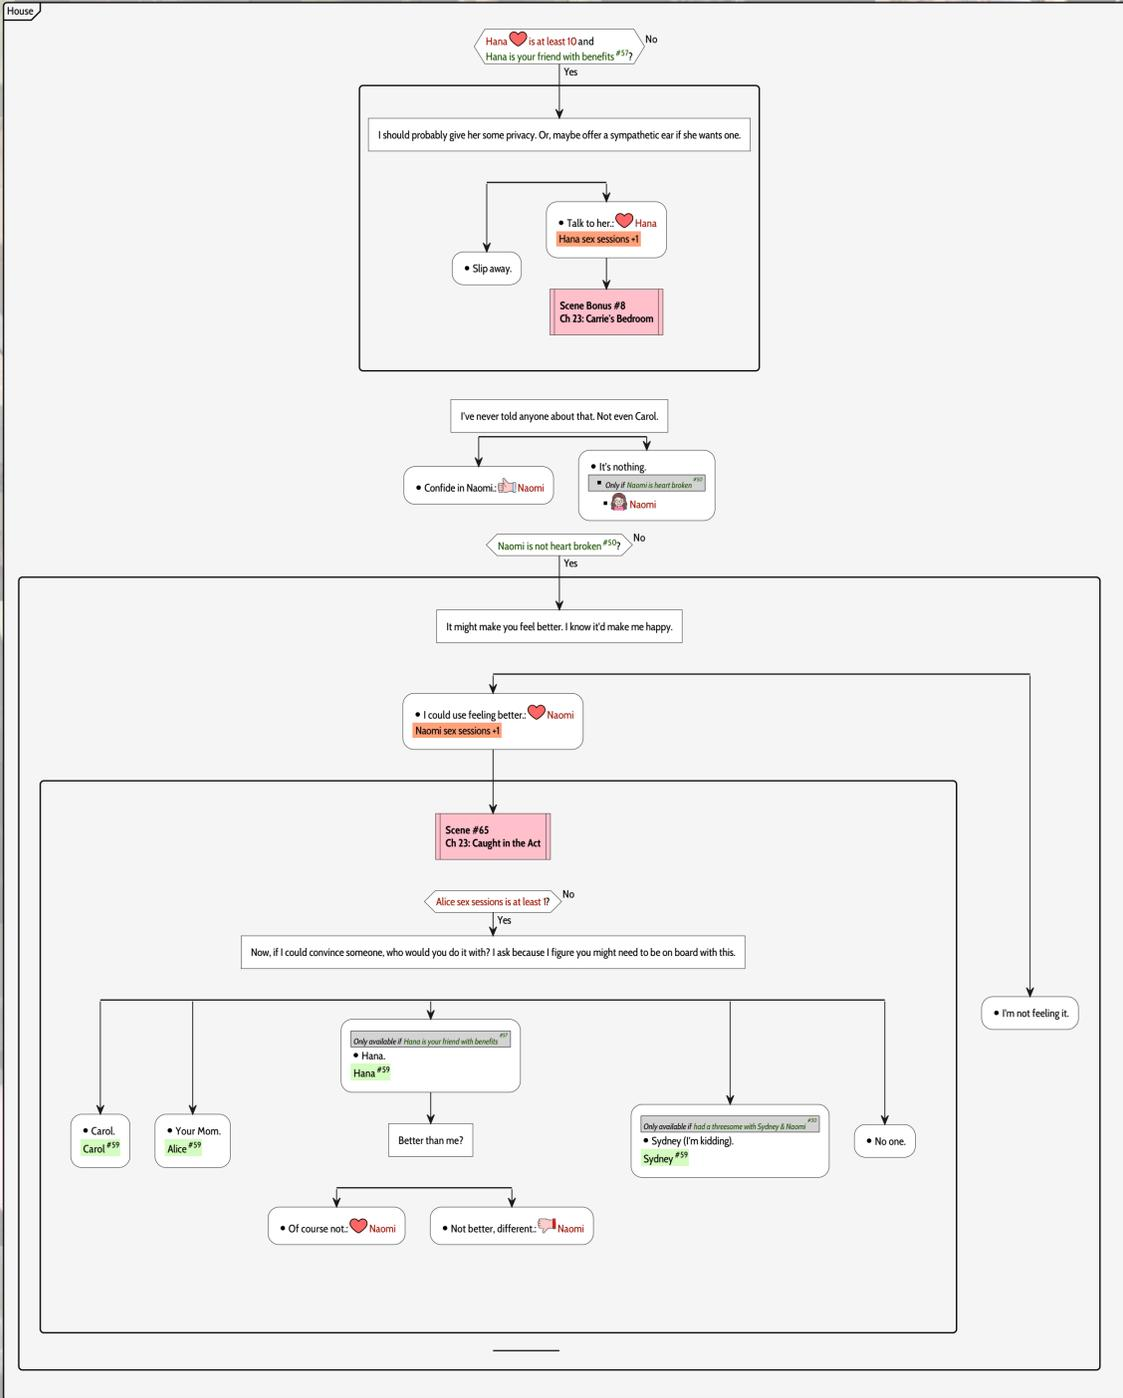 House
Hana is at least 10 and
No
Hana is your friend with benefits #57?
Yes
I should probably give her some privacy. Or, maybe offer a sympathetic ear if she wants one.
• Talk to her.: Hana
Hana sex sessions +1
• Slip away.
Scene Bonus #8
Ch 23: Carrie's Bedroom
I've never told anyone about that. Not even Carol.
• Confide in Naomi.: Naomi
• It's nothing.
▪ Only if Naomi is heart broken #50
▪ Naomi
Naomi is not heart broken #50?
No
Yes
It might make you feel better. I know it'd make me happy.
• I could use feeling better.: Naomi
Naomi sex sessions +1
Scene #65
Ch 23: Caught in the Act
Alice sex sessions is at least 1?
No
Yes
Now, if I could convince someone, who would you do it with? I ask because I figure you might need to be on board with this.
• I'm not feeling it.
• Carol.
Carol #59
• Your Mom.
Alice #59
Only available if Hana is your friend with benefits #57
• Hana.
Hana #59
Better than me?
Only available if had a threesome with Sydney & Naomi
• Sydney (I'm kidding).
Sydney #59
• No one.
• Of course not.: Naomi
• Not better, different.: Naomi